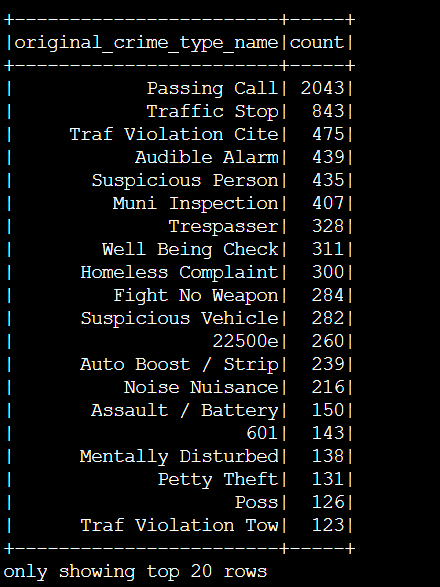 +------------------------+-----+
|original_crime_type_name|count|
+------------------------+-----+
|            Passing Call| 2043|
|            Traffic Stop|  843|
|     Traf Violation Cite|  475|
|           Audible Alarm|  439|
|       Suspicious Person|  435|
|         Muni Inspection|  407|
|              Trespasser|  328|
|        Well Being Check|  311|
|      Homeless Complaint|  300|
|         Fight No Weapon|  284|
|      Suspicious Vehicle|  282|
|                  22500e|  260|
|      Auto Boost / Strip|  239|
|          Noise Nuisance|  216|
|       Assault / Battery|  150|
|                     601|  143|
|      Mentally Disturbed|  138|
|             Petty Theft|  131|
|                    Poss|  126|
|      Traf Violation Tow|  123|
+------------------------+-----+
only showing top 20 rows